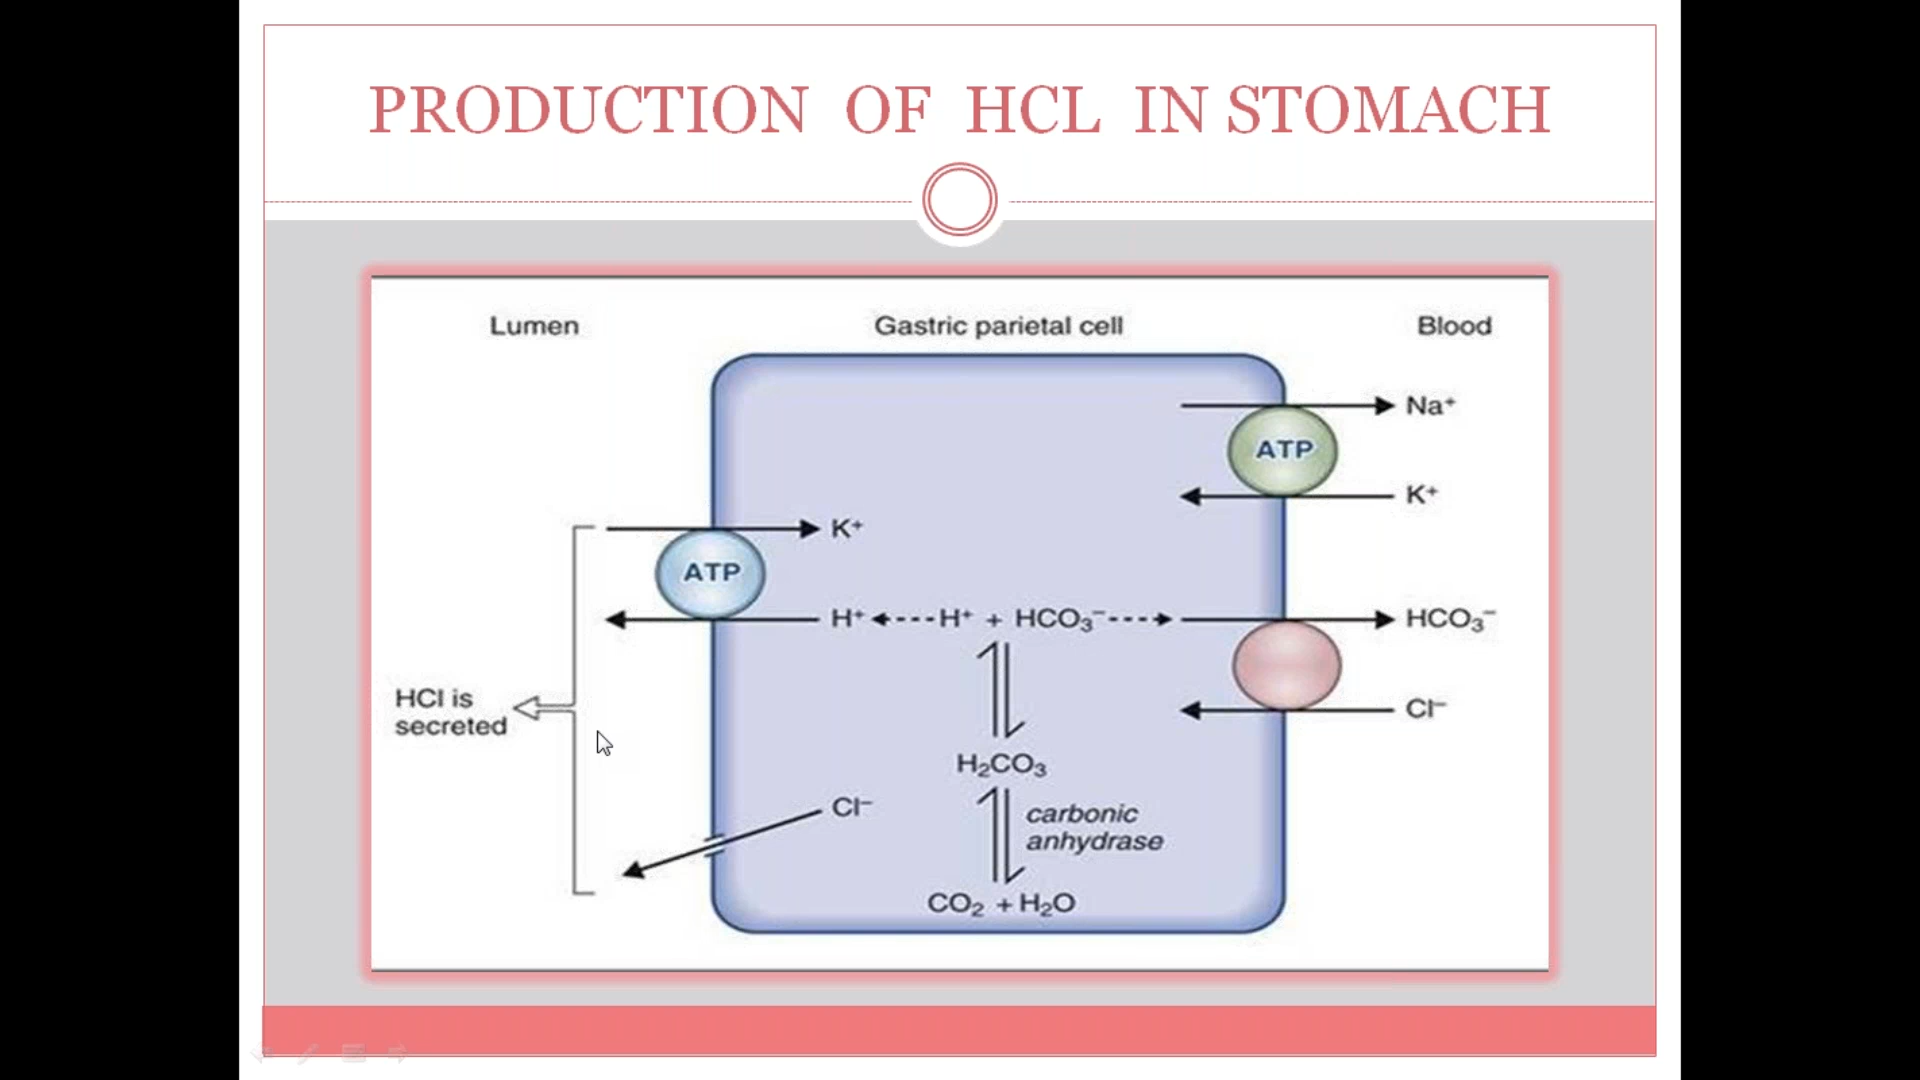 PRODUCTION OF HCL IN STOMACH
Lumen
Gastric parietal cell
Blood
Na⁺
ATP
K⁺
K⁺
ATP
H⁺ H⁺ + HCO₃⁻ HCO₃⁻
HCl is
secreted
Cl⁻
H₂CO₃
Cl⁻
carbonic
anhydrase
CO₂ + H₂O